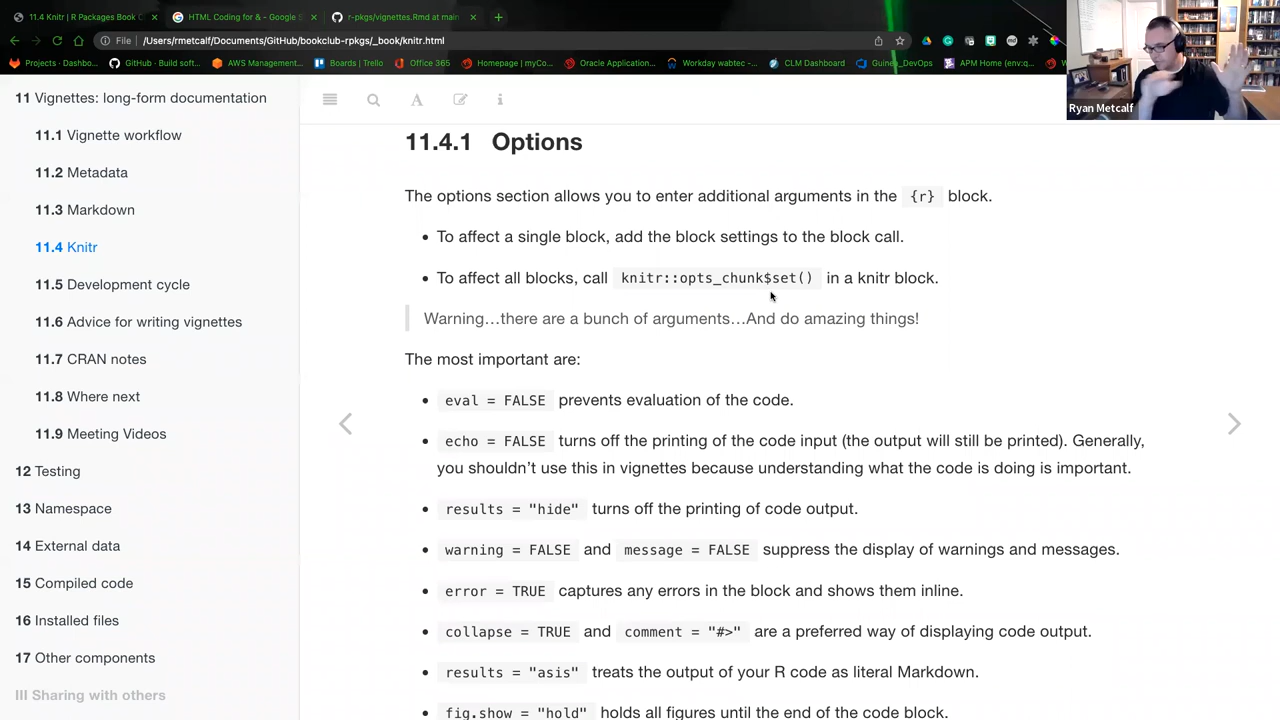 11.4 Knitr | R Packages Book C
HTML Coding for & - Google S
r-pkgs/vignettes.Rmd at main
File /Users/rmetcalf/Documents/GitHub/bookclub-rpkgs/_book/knitr.html
Projects · Dashbo...
GitHub · Build soft...
AWS Management...
Boards | Trello
Office 365
Homepage | myCo...
Oracle Application...
Workday wabtec -...
CLM Dashboard
Guinea_DevOps
APM Home (env:q...
Ryan Metcalf
11 Vignettes: long-form documentation
11.1 Vignette workflow
11.2 Metadata
11.3 Markdown
11.4 Knitr
11.5 Development cycle
11.6 Advice for writing vignettes
11.7 CRAN notes
11.8 Where next
11.9 Meeting Videos
12 Testing
13 Namespace
14 External data
15 Compiled code
16 Installed files
17 Other components
III Sharing with others
11.4.1 Options
The options section allows you to enter additional arguments in the {r} block.
• To affect a single block, add the block settings to the block call.
• To affect all blocks, call knitr::opts_chunk$set() in a knitr block.
Warning...there are a bunch of arguments...And do amazing things!
The most important are:
• eval = FALSE prevents evaluation of the code.
• echo = FALSE turns off the printing of the code input (the output will still be printed). Generally,
you shouldn't use this in vignettes because understanding what the code is doing is important.
• results = "hide" turns off the printing of code output.
• warning = FALSE and message = FALSE suppress the display of warnings and messages.
• error = TRUE captures any errors in the block and shows them inline.
• collapse = TRUE and comment = "#>" are a preferred way of displaying code output.
• results = "asis" treats the output of your R code as literal Markdown.
• fig.show = "hold" holds all figures until the end of the code block.